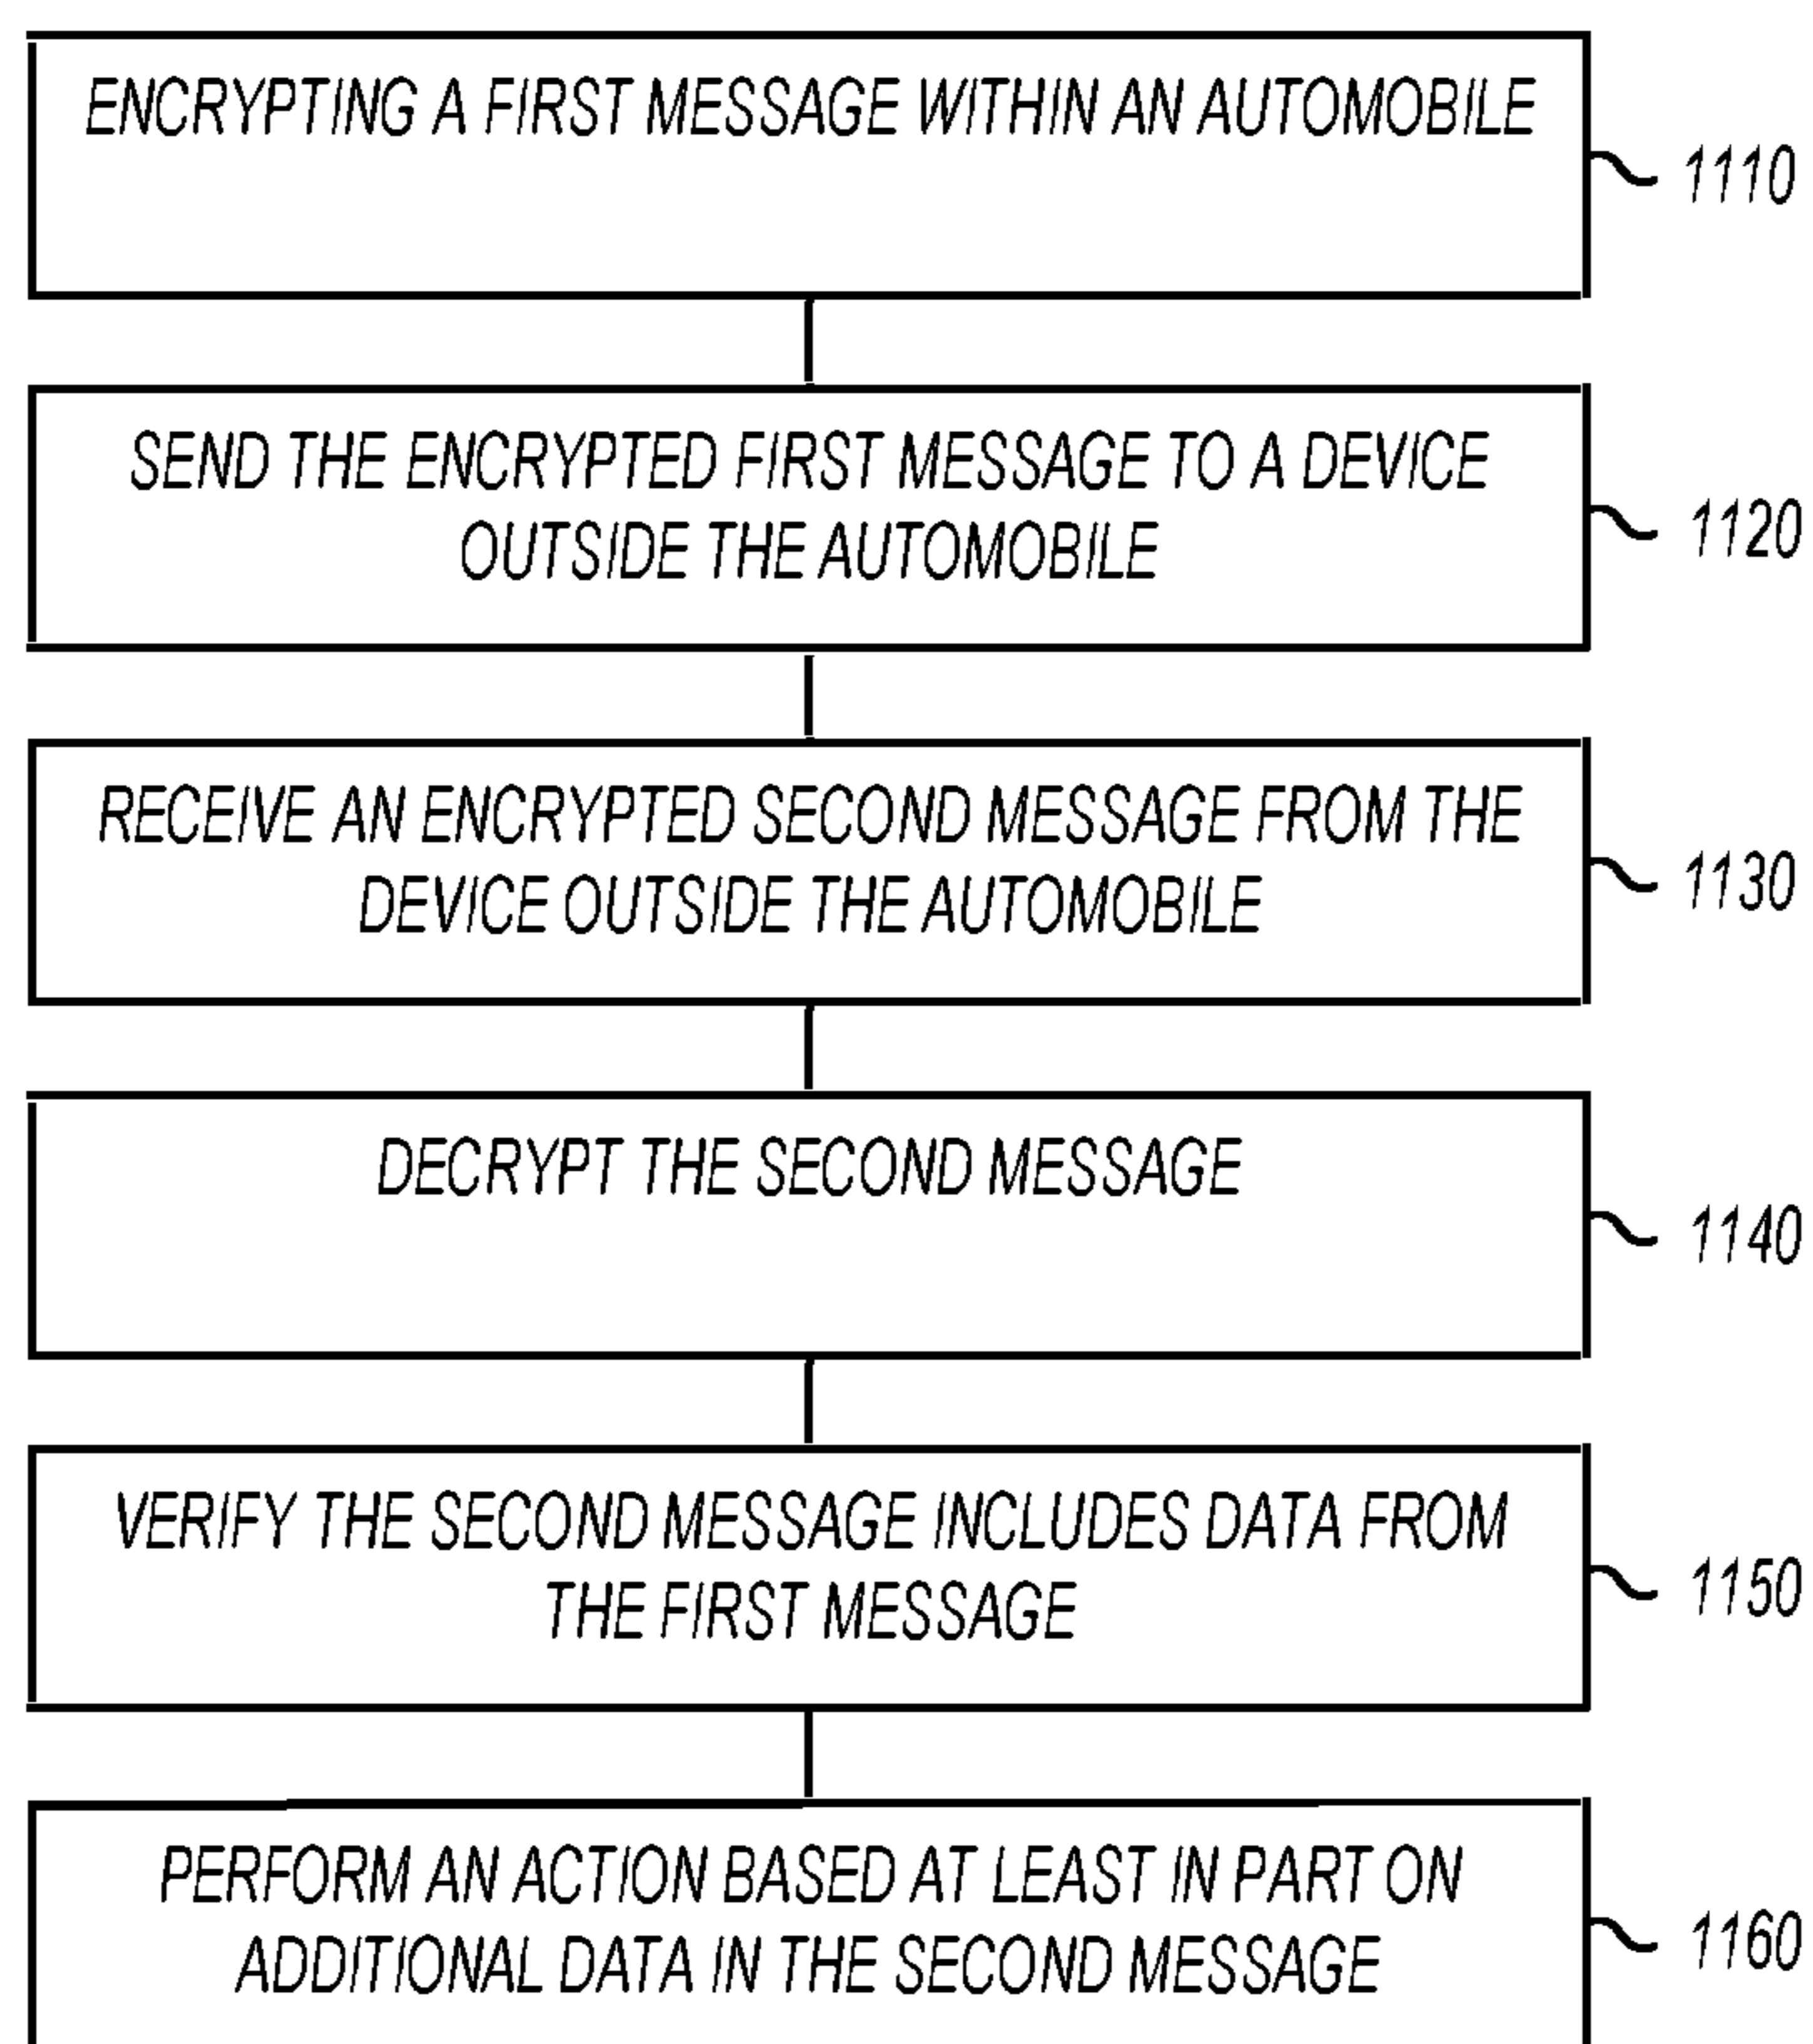 ENCRYPTING A FIRST MESSAGE WITHIN AN AUTOMOBILE
1110
SEND THE ENCRYPTED FIRST MESSAGE TO A DEVICE
OUTSIDE THE AUTOMOBILE
1120
RECEIVE AN ENCRYPTED SECOND MESSAGE FROM THE
DEVICE OUTSIDE THE AUTOMOBILE
1130
DECRYPT THE SECOND MESSAGE
1140
VERIFY THE SECOND MESSAGE INCLUDES DATA FROM
THE FIRST MESSAGE
1150
PERFORM AN ACTION BASED AT LEAST IN PART ON
ADDITIONAL DATA IN THE SECOND MESSAGE
1160